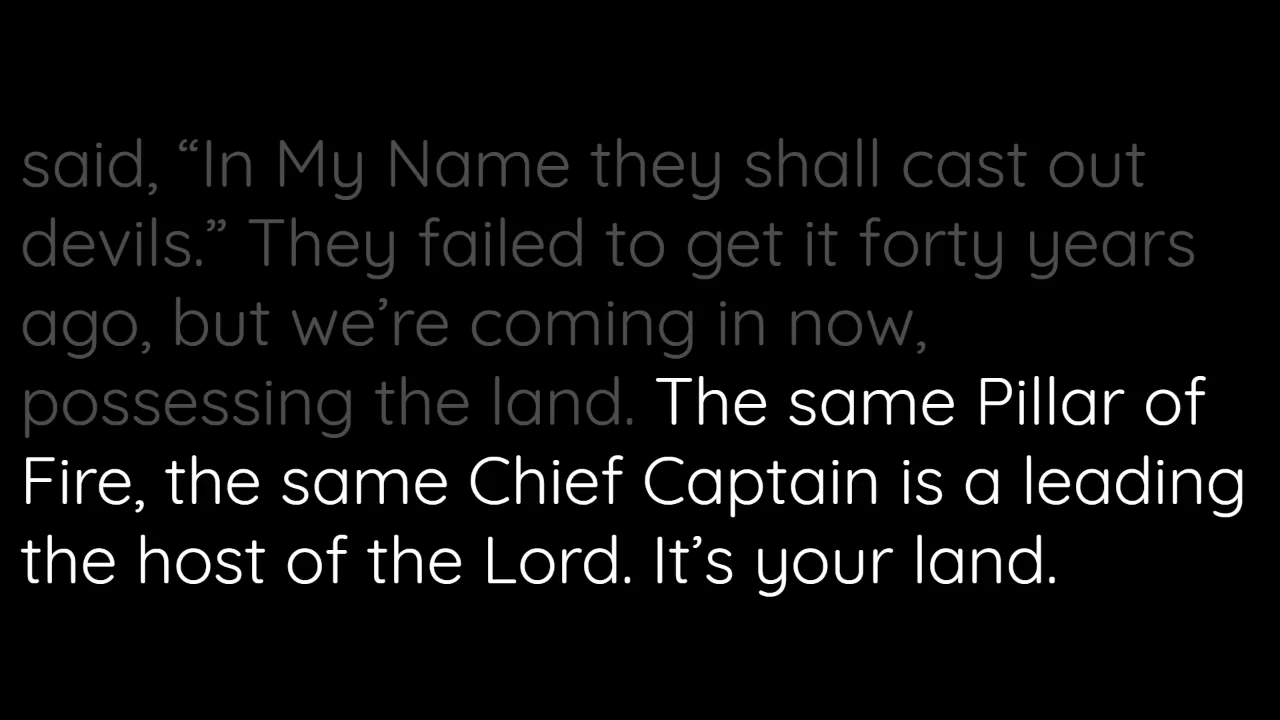 said, “In My Name they shall cast out
devils.” They failed to get it forty years
ago, but we’re coming in now,
possessing the land. The same Pillar of
Fire, the same Chief Captain is a leading
the host of the Lord. It’s your land.